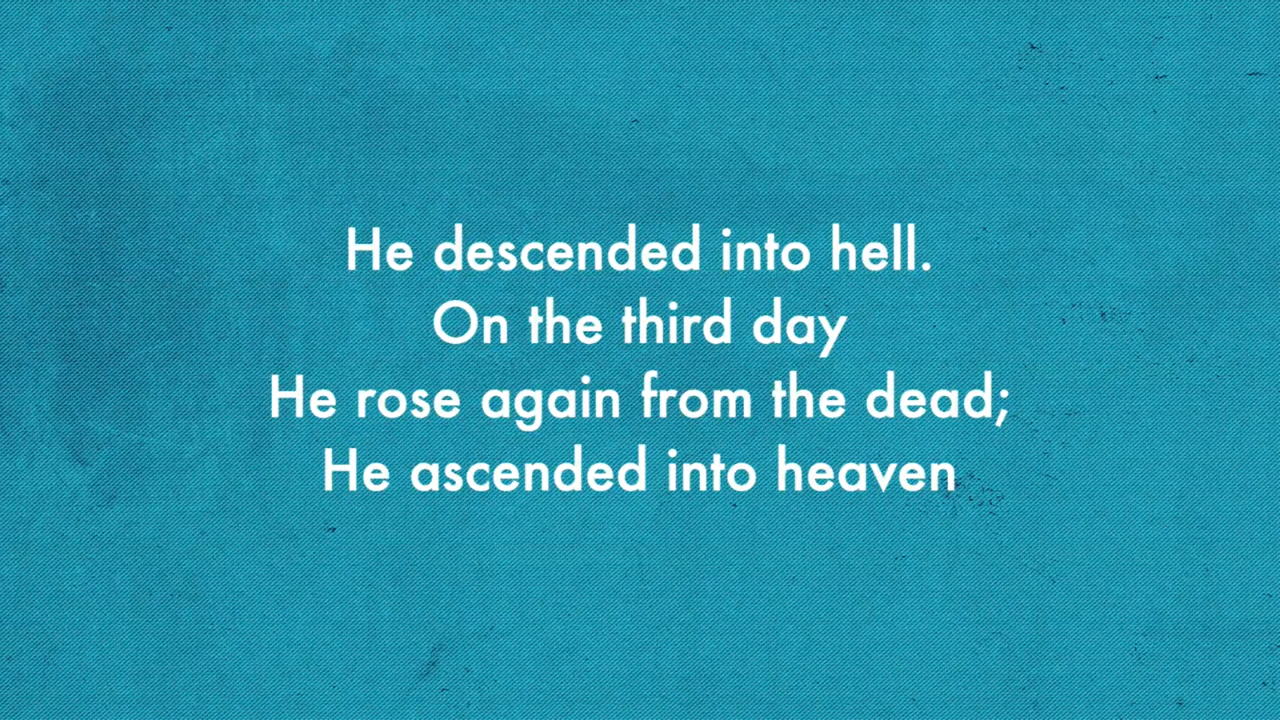 He descended into hell.
On the third day
He rose again from the dead;
He ascended into heaven